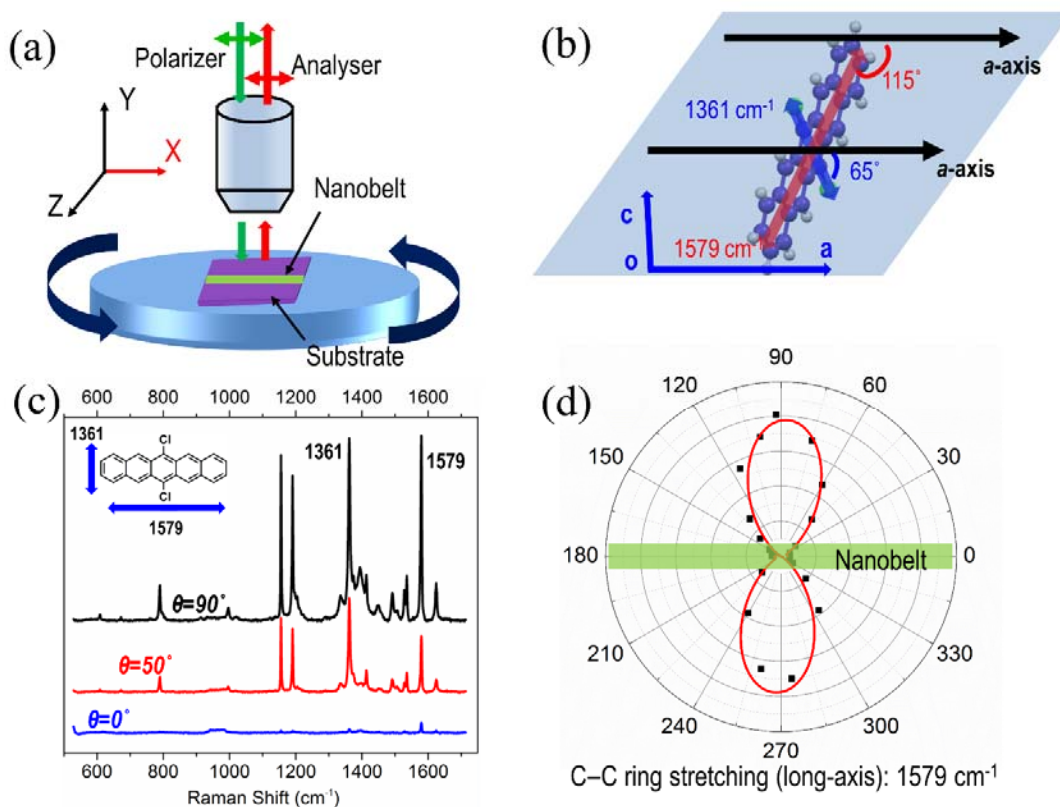 (a)
Polarizer
Analyser
Y
X
Z
Nanobelt
Substrate
(b)
a-axis
115°
1361 cm⁻¹
a-axis
65°
c
1579 cm⁻¹
o
a
(c)
600 800 1000 1200 1400 1600
1361
Cl
1361
1579
Cl
1579
θ=90°
θ=50°
θ=0°
600 800 1000 1200 1400 1600
Raman Shift (cm⁻¹)
(d)
90
120
60
150
30
180
Nanobelt
0
210
330
240
300
270
C–C ring stretching (long-axis): 1579 cm⁻¹